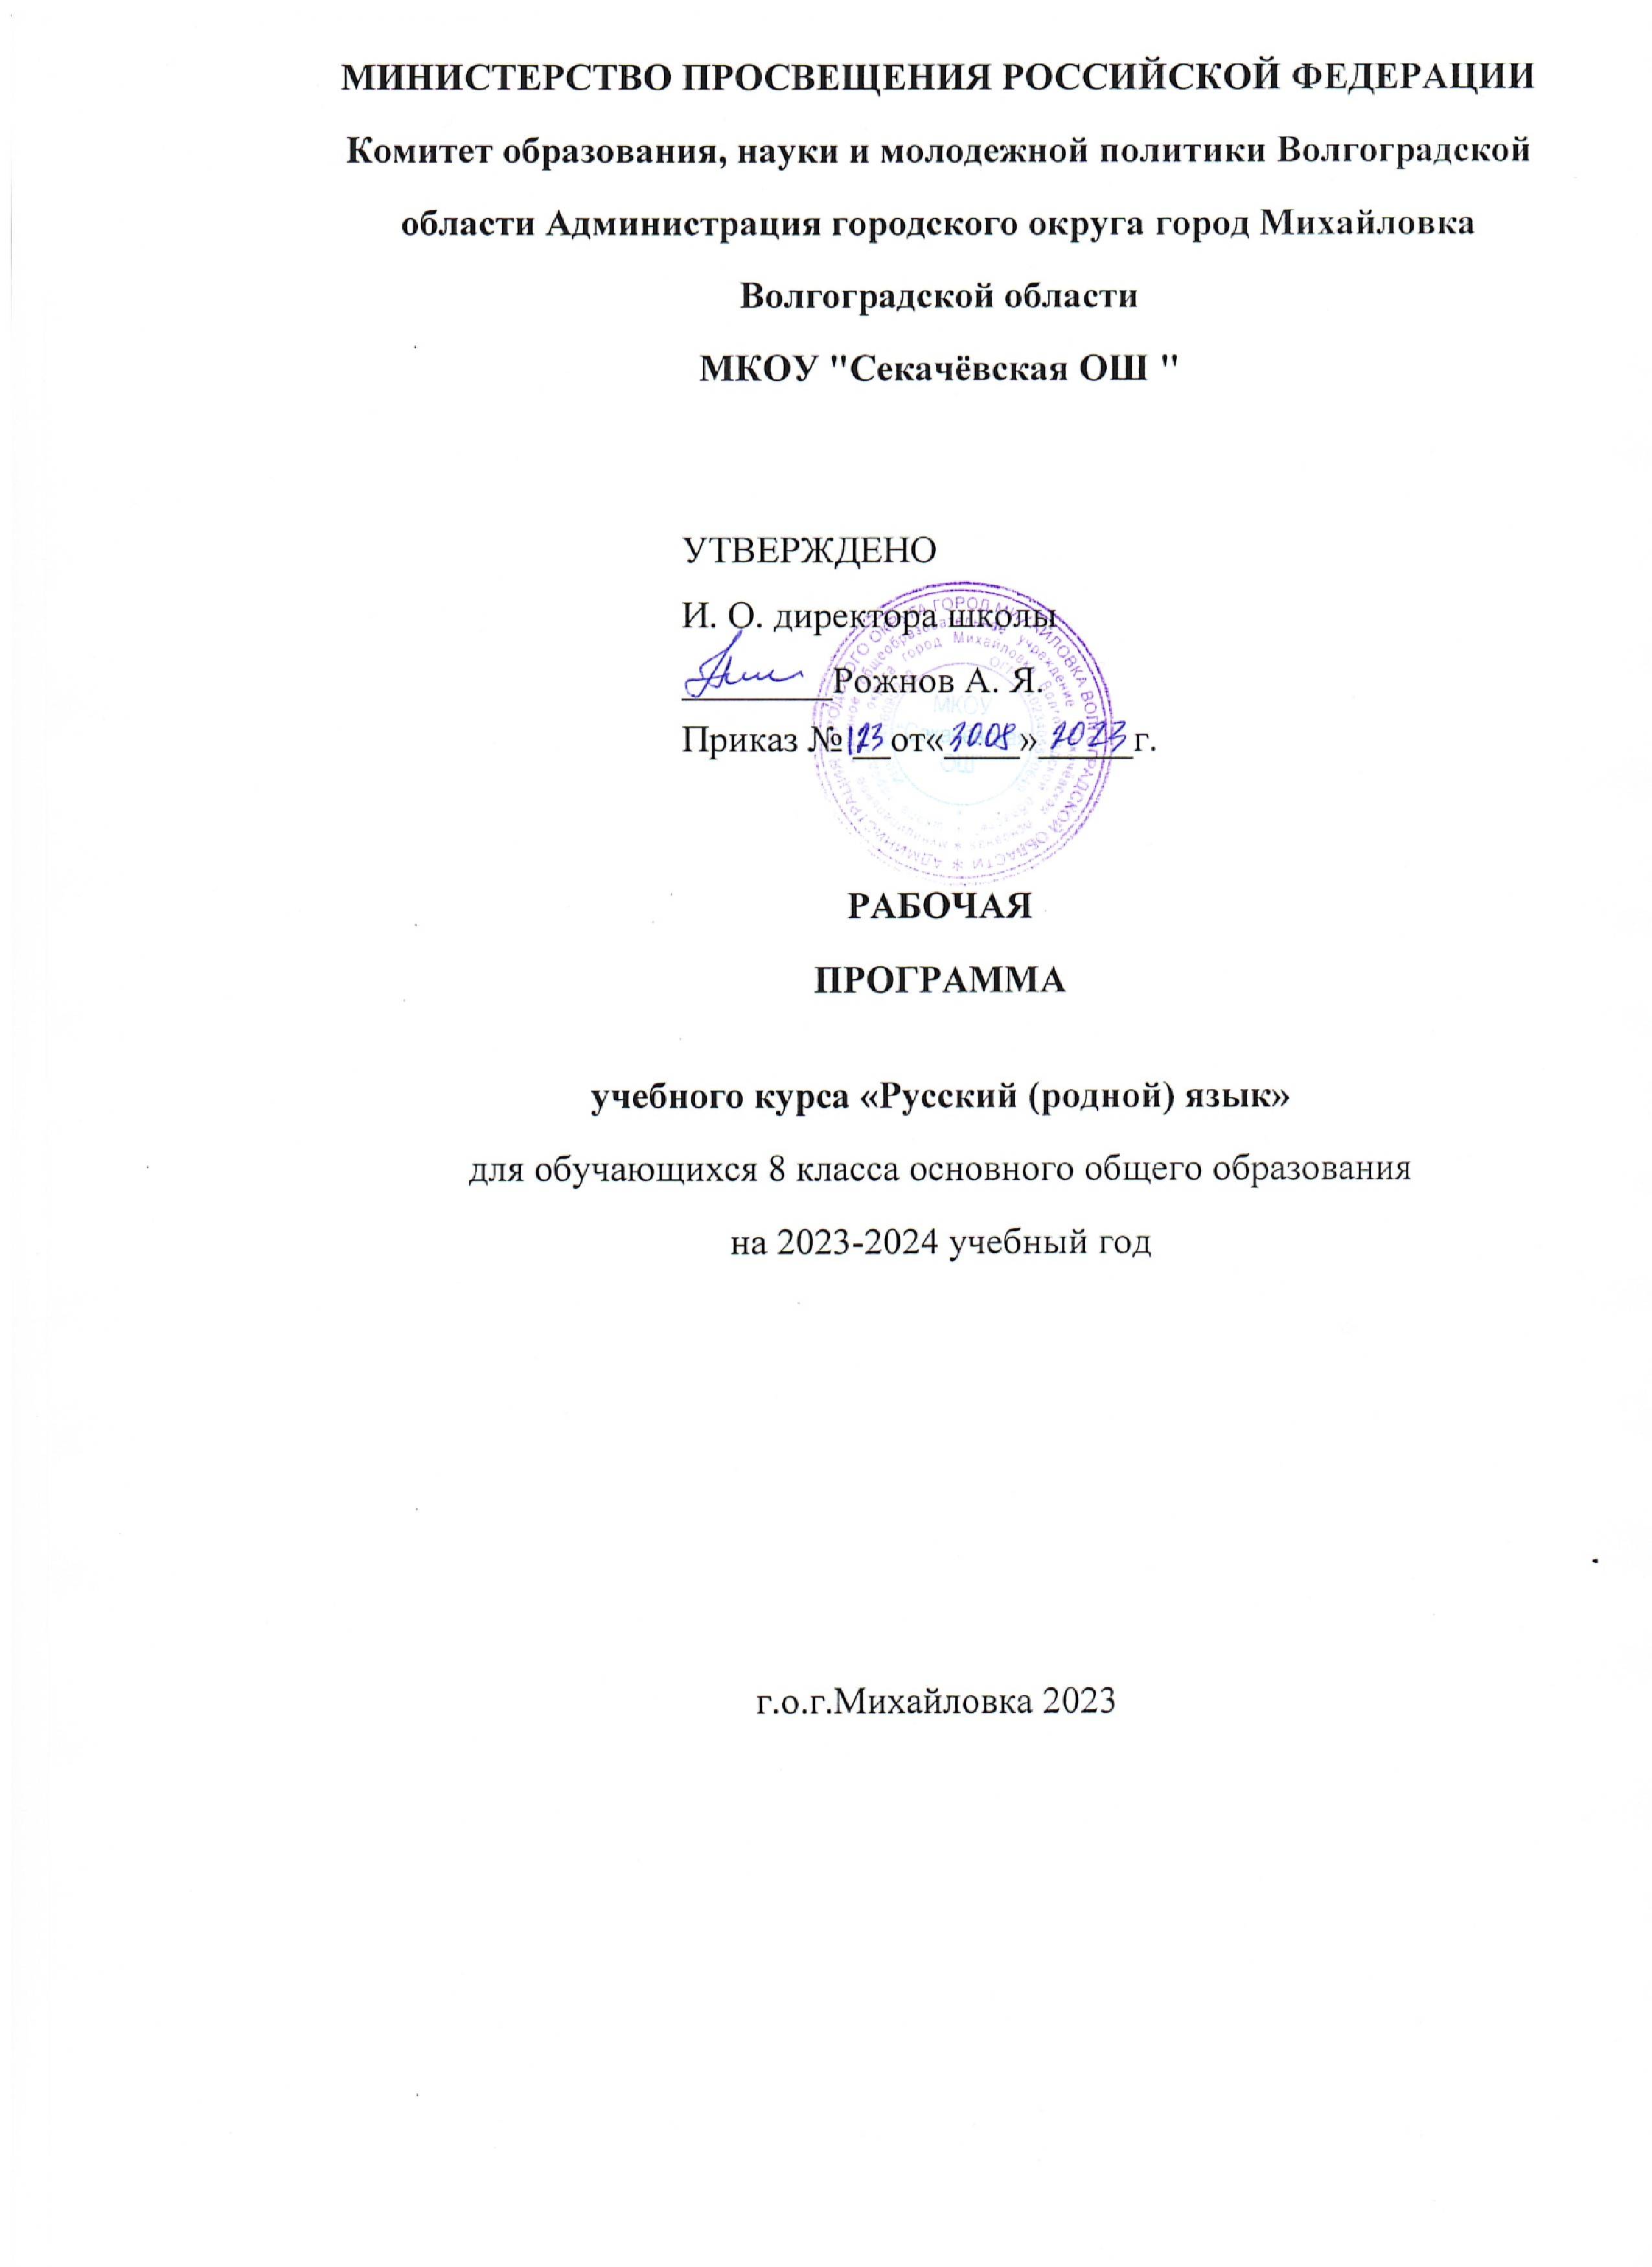 МИНИСТЕРСТВО ПРОСВЕЩЕНИЯ РОССИЙСКОЙ ФЕДЕРАЦИИ
Комитет образования, науки и молодежной политики Волгоградской
области Администрация городского округа город Михайловка
Волгоградской области
МКОУ "Секачёвская ОШ "
УТВЕРЖДЕНО
И. О. директора школы
Рожнов А. Я.
Приказ №123 от« 30.08 » 2023 г.
МКОУ
ОШ
РАБОЧАЯ
ПРОГРАММА
учебного курса «Русский (родной) язык»
для обучающихся 8 класса основного общего образования
на 2023-2024 учебный год
г.о.г.Михайловка 2023